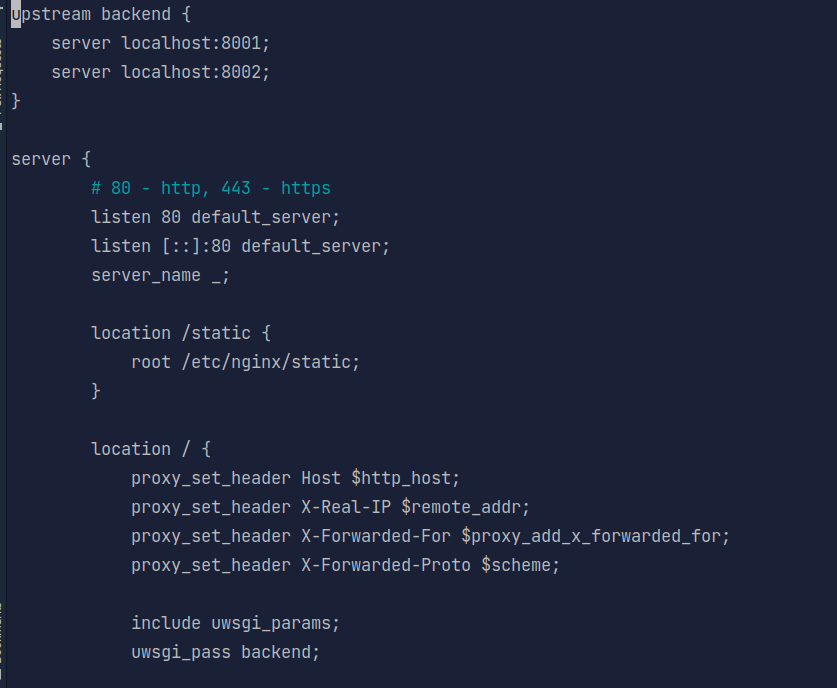 upstream backend {
    server localhost:8001;
    server localhost:8002;
}

server {
        # 80 - http, 443 - https
        listen 80 default_server;
        listen [::]:80 default_server;
        server_name _;

        location /static {
            root /etc/nginx/static;
        }

        location / {
            proxy_set_header Host $http_host;
            proxy_set_header X-Real-IP $remote_addr;
            proxy_set_header X-Forwarded-For $proxy_add_x_forwarded_for;
            proxy_set_header X-Forwarded-Proto $scheme;

            include uwsgi_params;
            uwsgi_pass backend;